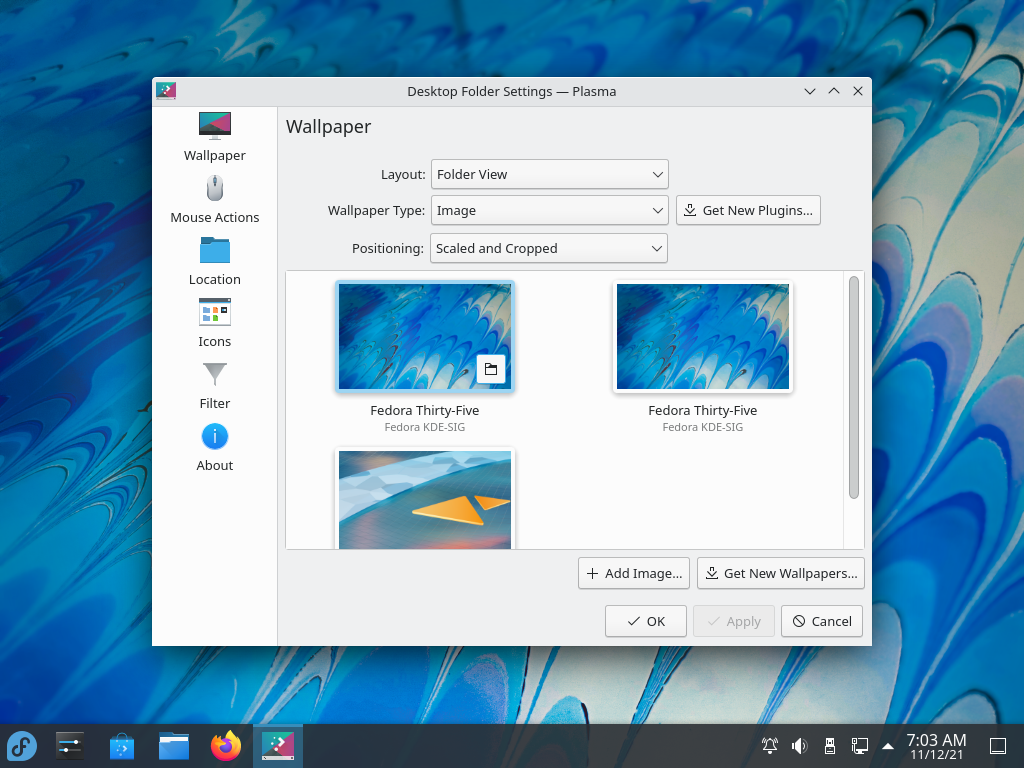 Desktop Folder Settings — Plasma
Wallpaper
Mouse Actions
Location
Icons
Filter
About
Wallpaper
Layout: Folder View
Wallpaper Type: Image Get New Plugins...
Positioning: Scaled and Cropped
Fedora Thirty-Five Fedora Thirty-Five
Fedora KDE-SIG Fedora KDE-SIG
Add Image... Get New Wallpapers...
OK Apply Cancel
7:03 AM
11/12/21